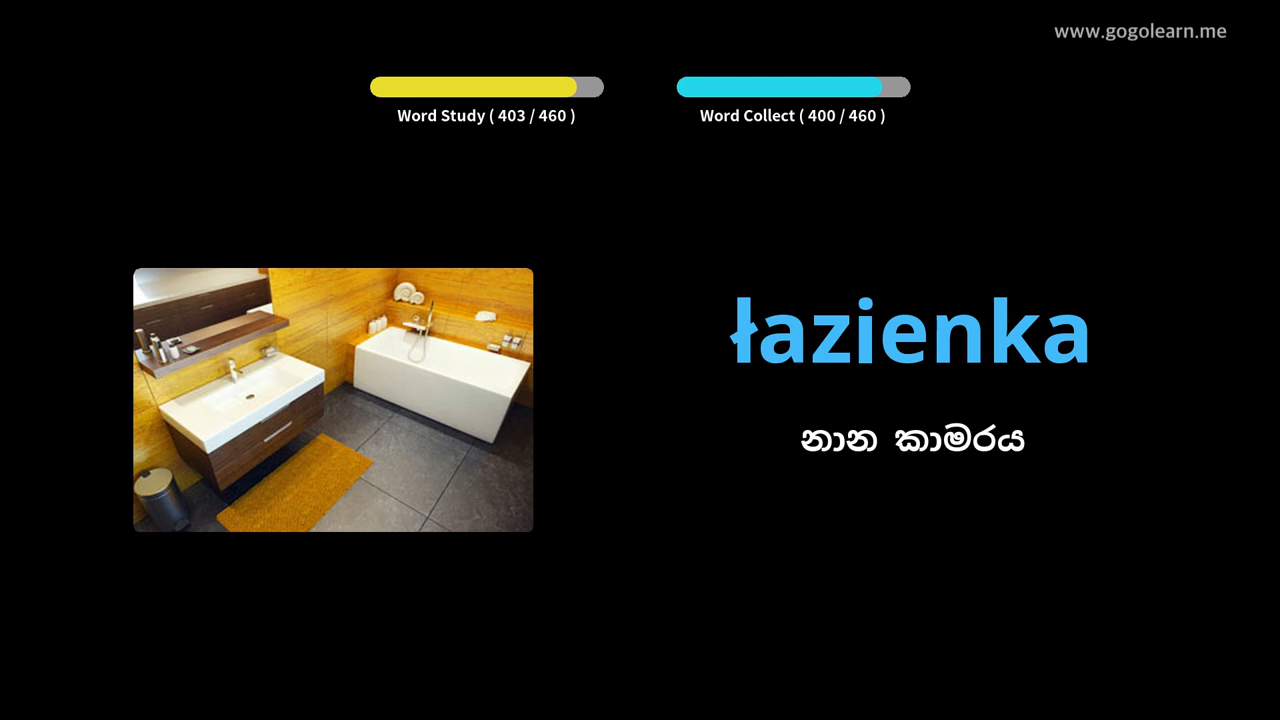 www.gogolearn.me
Word Study ( 403 / 460 )
Word Collect ( 400 / 460 )
łazienka
නාන කාමරය